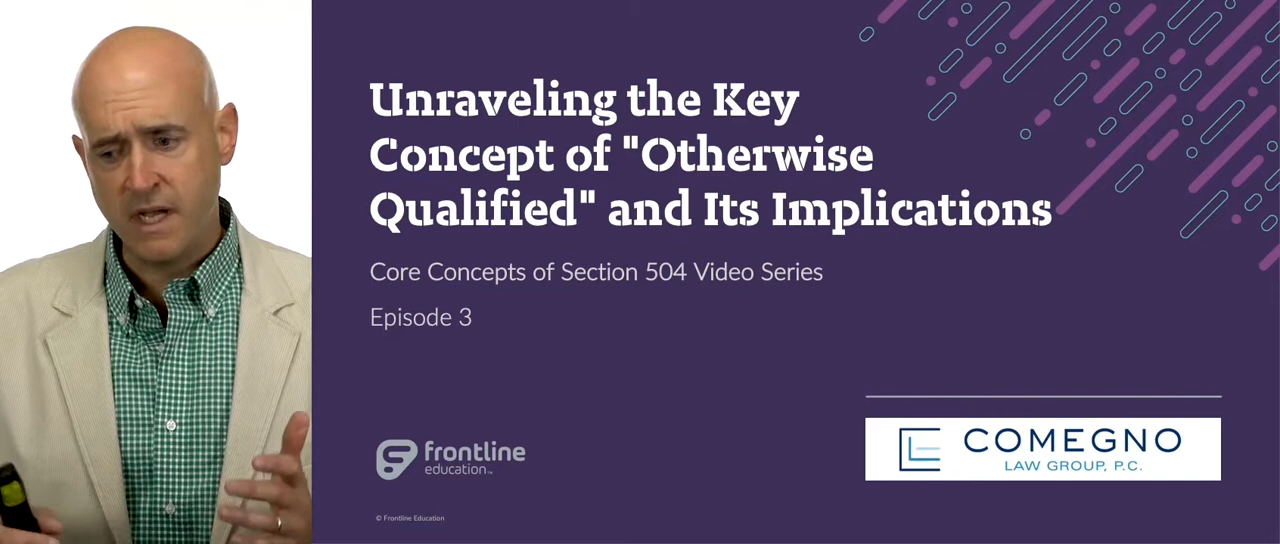 Unraveling the Key
Concept of "Otherwise
Qualified" and Its Implications
Core Concepts of Section 504 Video Series
Episode 3
frontline
education™
COMEGNO
LAW GROUP, P.C.
© Frontline Education